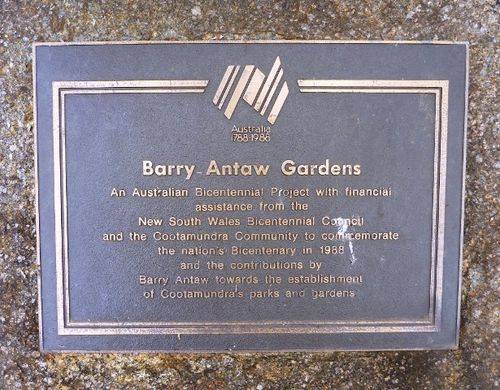 Australia
1788-1988
Barry Antaw Gardens
An Australian Bicentennial Project with financial
assistance from the
New South Wales Bicentennial Council
and the Cootamundra Community to commemorate
the nation's Bicentenary in 1988
and the contributions by
Barry Antaw towards the establishment
of Cootamundra's parks and gardens